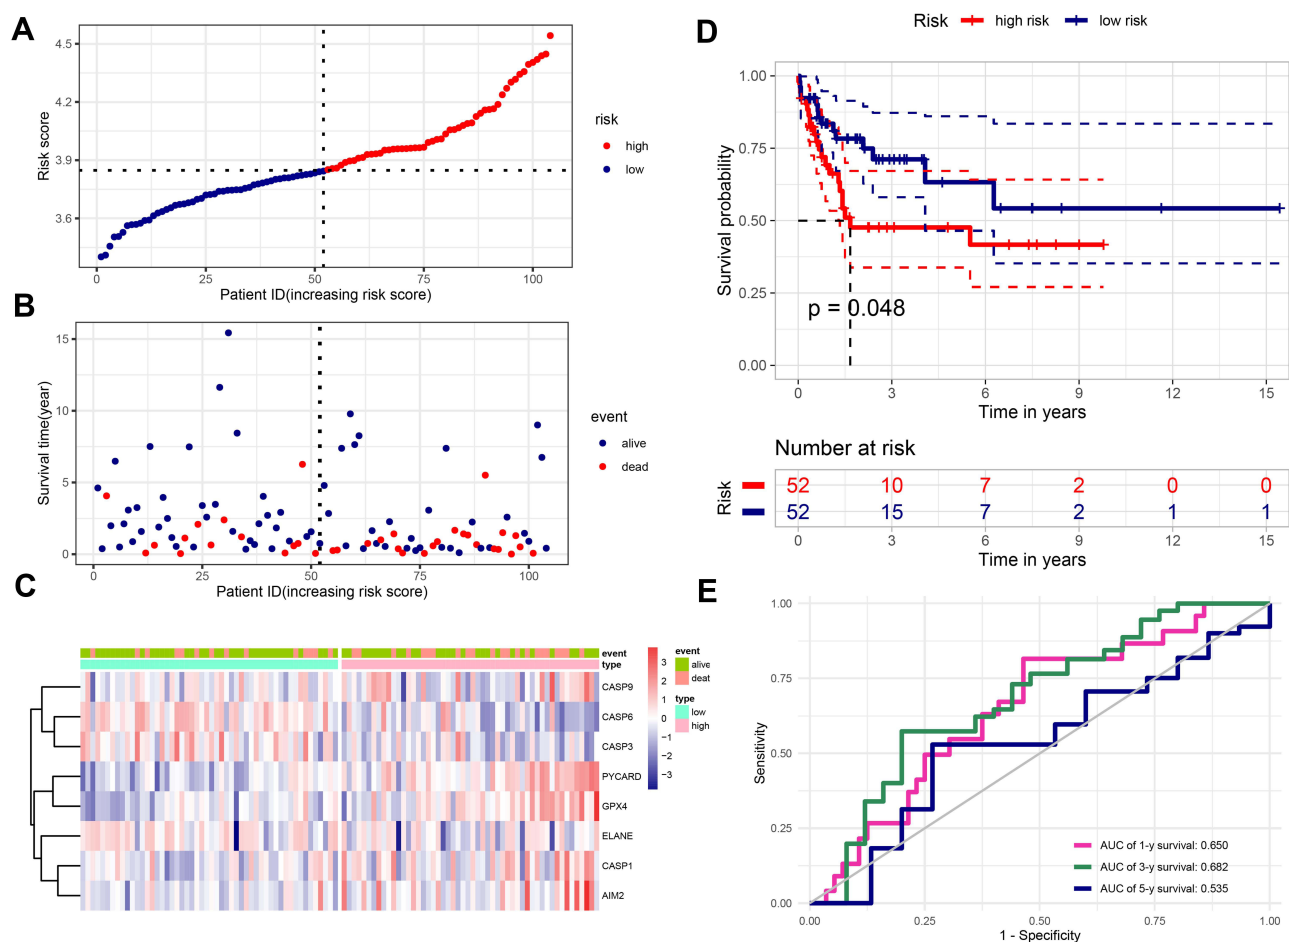 A
Risk score
4.5
4.2
3.9
3.6
0
25
50
75
100
Patient ID(increasing risk score)
risk
high
low
B
Survival time(year)
15
10
5
0
0
25
50
75
100
Patient ID(increasing risk score)
event
alive
dead
C
event
type
CASP9
CASP6
CASP3
PYCARD
GPX4
ELANE
CASP1
AIM2
3
2
1
0
−1
−2
−3
event
alive
deat
type
low
high
D
Risk
high risk
low risk
Survival probability
1.00
0.75
0.50
0.25
0.00
p = 0.048
0
3
6
9
12
15
Time in years
Number at risk
Risk
52 10 7 2 0 0
52 15 7 2 1 1
0 3 6 9 12 15
Time in years
E
Sensitivity
1.00
0.75
0.50
0.25
0.00
AUC of 1-y survival: 0.650
AUC of 3-y survival: 0.682
AUC of 5-y survival: 0.535
0.00
0.25
0.50
0.75
1.00
1 - Specificity